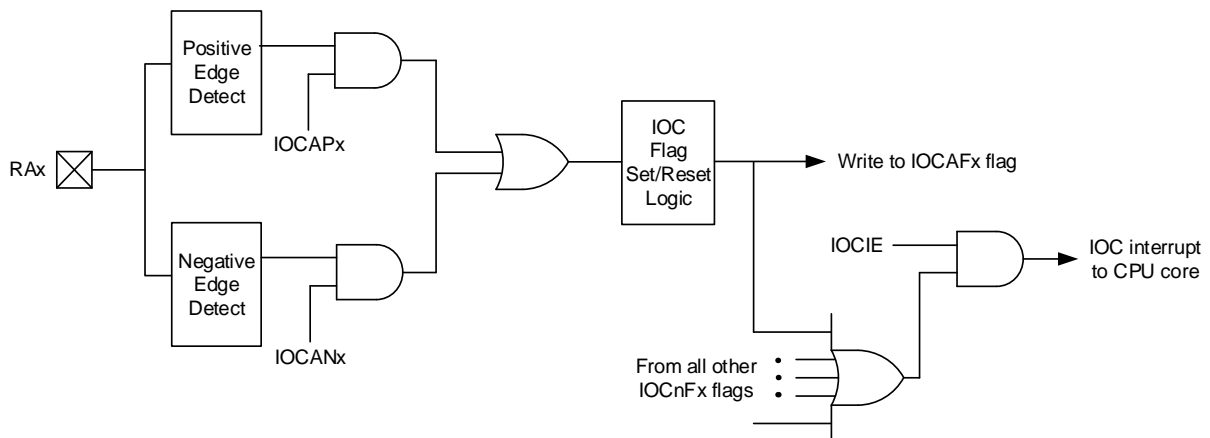 Positive
Edge
Detect
IOCAPx
RAx
Negative
Edge
Detect
IOCANx
IOC
Flag
Set/Reset
Logic
Write to IOCAFx flag
IOCIE
IOC interrupt
to CPU core
From all other
IOCnFx flags